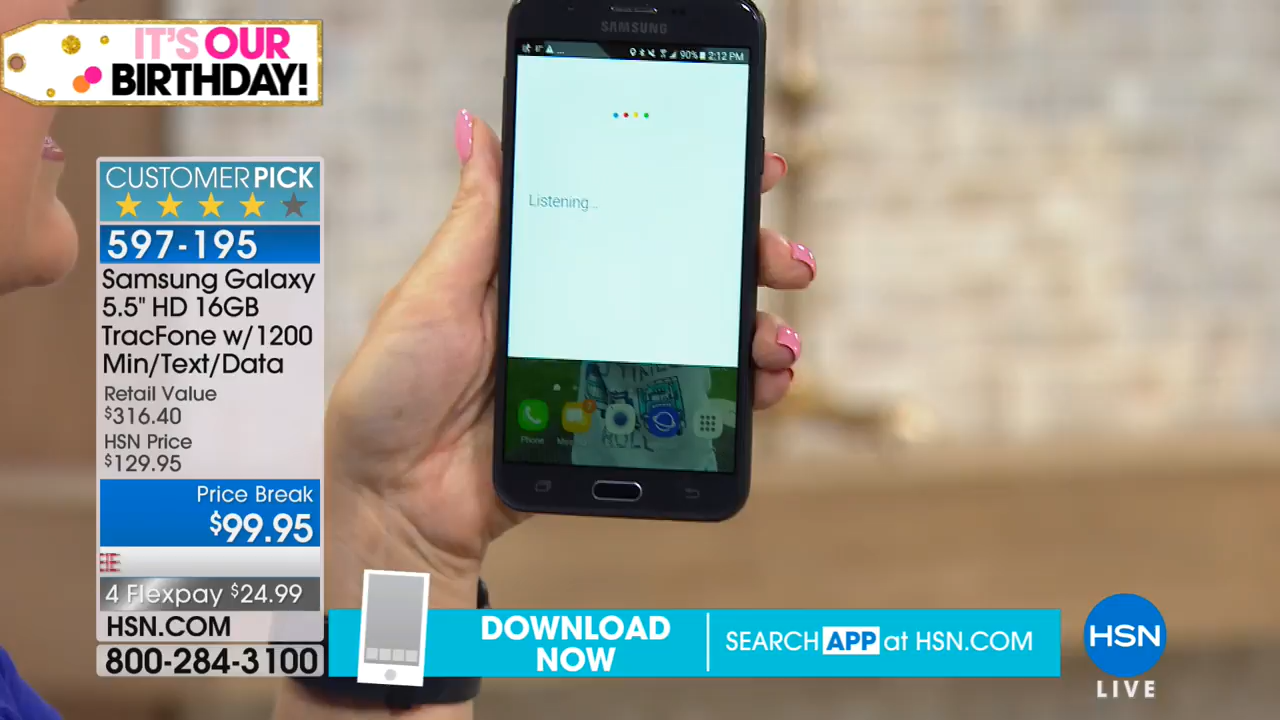 IT'S OUR
BIRTHDAY!
CUSTOMER PICK
597-195
Samsung Galaxy
5.5" HD 16GB
TracFone w/1200
Min/Text/Data
Retail Value
$316.40
HSN Price
$129.95
Price Break
$99.95
4 Flexpay $24.99
HSN.COM
800-284-3100
SAMSUNG
90% 2:12 PM
Listening...
Phone
DOWNLOAD
NOW
SEARCH APP at HSN.COM
HSN
LIVE